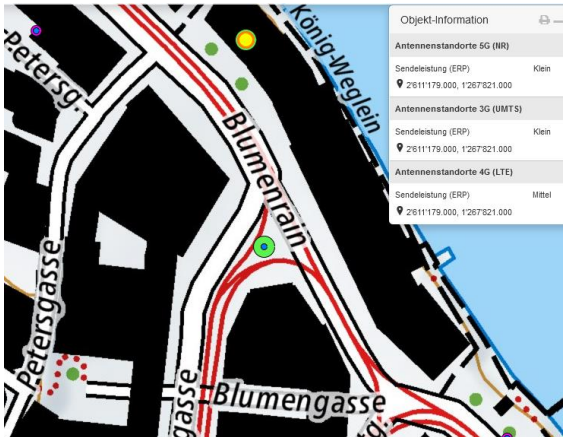 Petersg.
König-Weglein
Blumenrain
Petersgasse
Blumengasse
gasse
tg.
Objekt-Information
Antennenstandorte 5G (NR)
Sendeleistung (ERP) Klein
2'611'179.000, 1'267'821.000
Antennenstandorte 3G (UMTS)
Sendeleistung (ERP) Klein
2'611'179.000, 1'267'821.000
Antennenstandorte 4G (LTE)
Sendeleistung (ERP) Mittel
2'611'179.000, 1'267'821.000